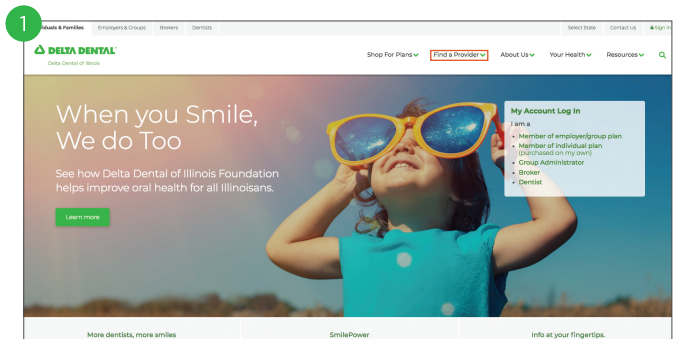 1
iduals & Families Employers & Groups Brokers Dentists Select State Contact Us Sign in
DELTA DENTAL®
Delta Dental of Illinois
Shop For Plans Find a Provider About Us Your Health Resources
When you Smile,
We do Too
See how Delta Dental of Illinois Foundation
helps improve oral health for all Illinoisans.
Learn more
My Account Log In
I am a
• Member of employer/group plan
• Member of individual plan
(purchased on my own)
• Group Administrator
• Broker
• Dentist
More dentists, more smiles SmilePower Info at your fingertips.